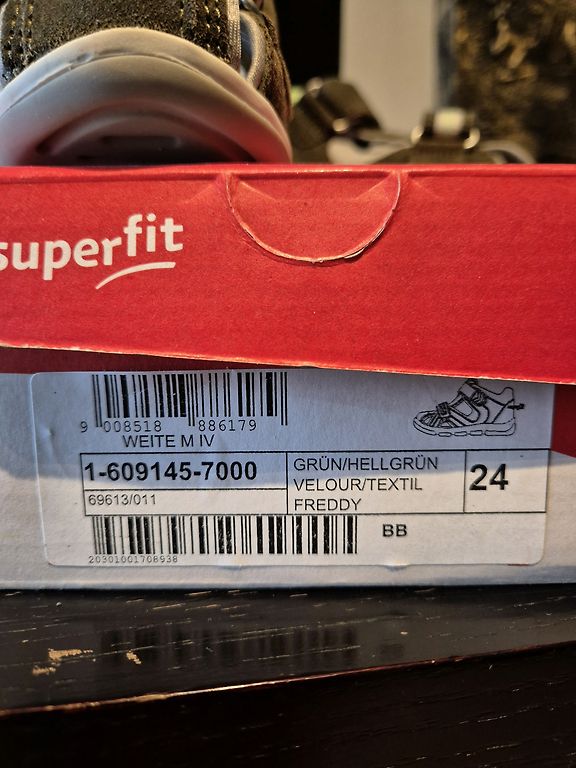 superfit
9 008518 886179
WEITE M IV
1-609145-7000
69613/011
GRÜN/HELLGRÜN
VELOUR/TEXTIL
FREDDY
24
BB
20301001708938